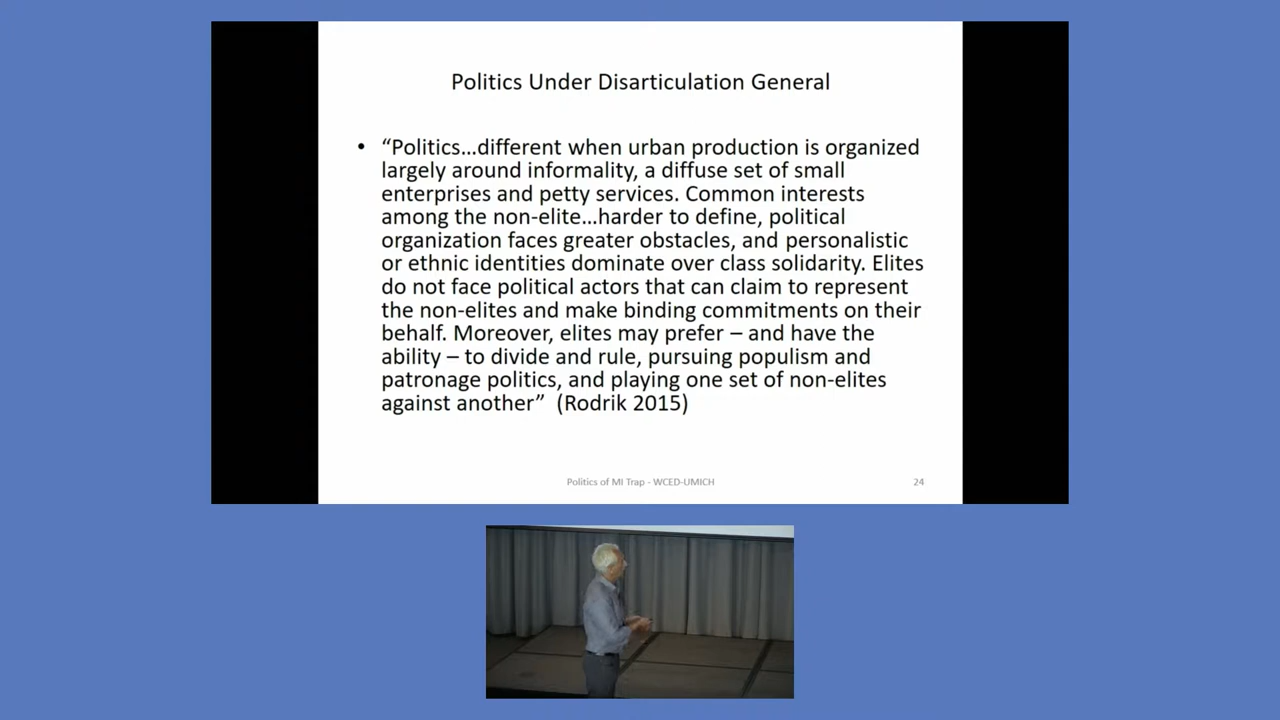 Politics Under Disarticulation General
• “Politics…different when urban production is organized
largely around informality, a diffuse set of small
enterprises and petty services. Common interests
among the non-elite…harder to define, political
organization faces greater obstacles, and personalistic
or ethnic identities dominate over class solidarity. Elites
do not face political actors that can claim to represent
the non-elites and make binding commitments on their
behalf. Moreover, elites may prefer – and have the
ability – to divide and rule, pursuing populism and
patronage politics, and playing one set of non-elites
against another” (Rodrik 2015)
Politics of MI Trap - WCED-UMICH
24